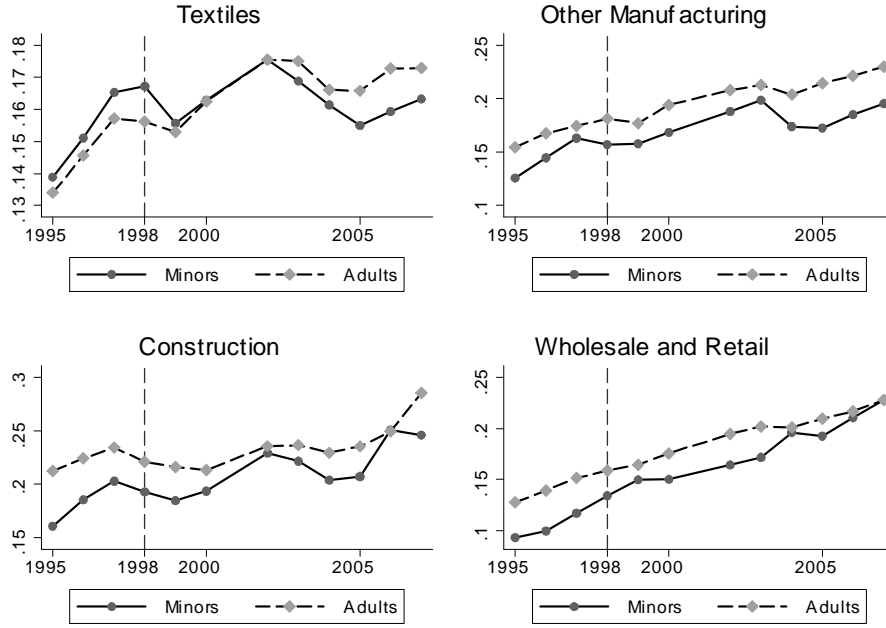 Textiles
.13 .14 .15 .16 .17 .18
1995 1998 2000 2005
Minors Adults
Other Manufacturing
.1 .15 .2 .25
1995 1998 2000 2005
Minors Adults
Construction
.15 .2 .25 .3
1995 1998 2000 2005
Minors Adults
Wholesale and Retail
.1 .15 .2 .25
1995 1998 2000 2005
Minors Adults